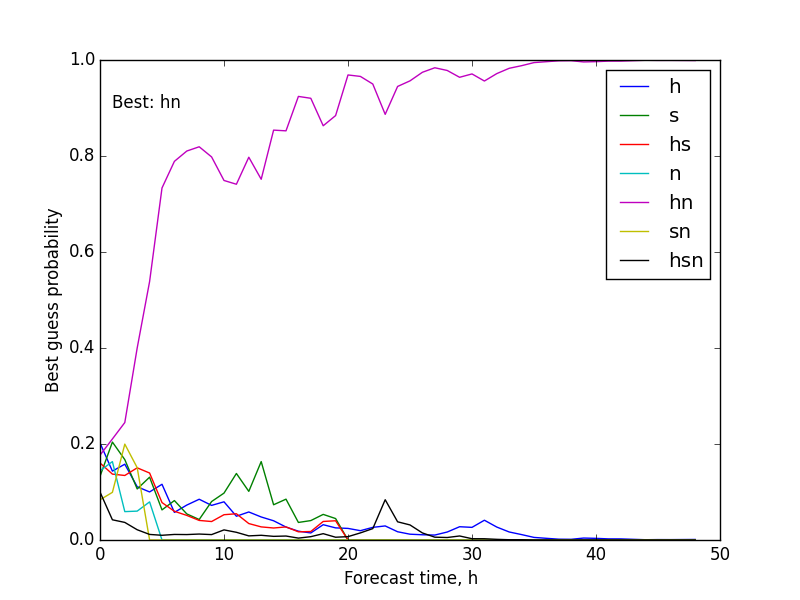 Best: hn
h
s
hs
n
hn
sn
hsn
1.0
0.8
0.6
0.4
0.2
0.0
Best guess probability
0 10 20 30 40 50
Forecast time, h